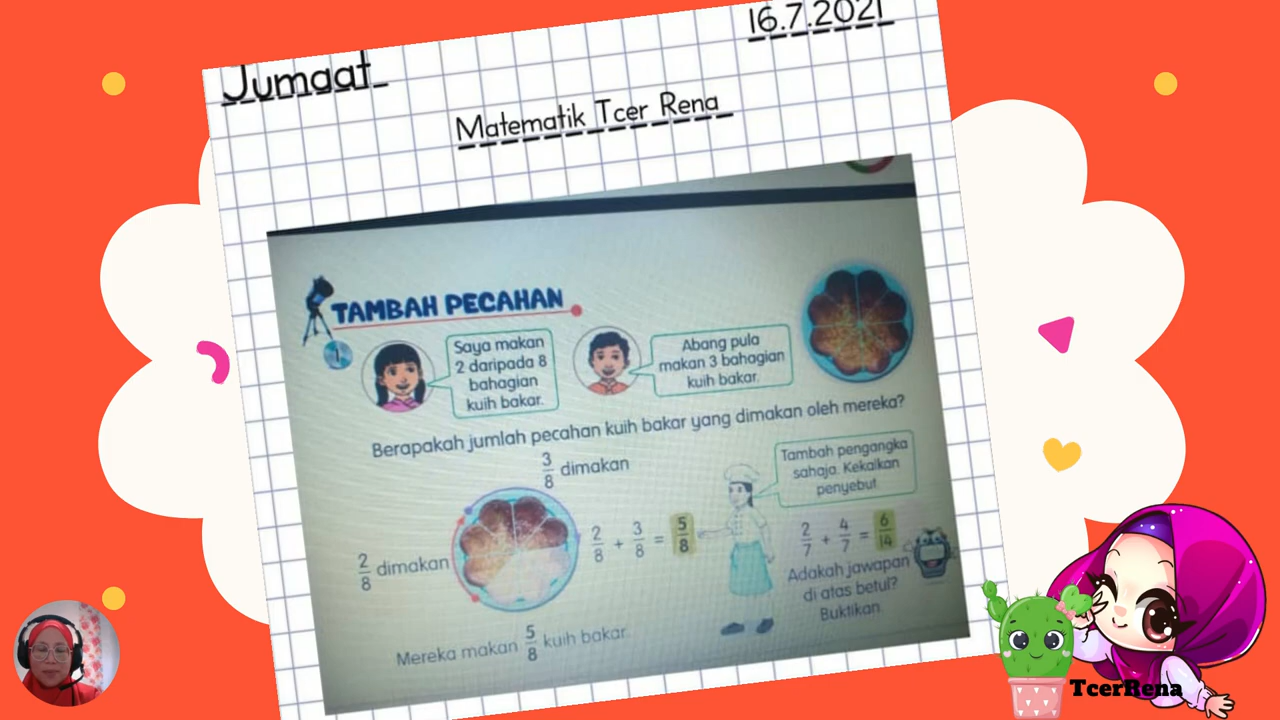 Jumaat
16.7.2021
Matematik Tcer Rena
TAMBAH PECAHAN
1
Saya makan
2 daripada 8
bahagian
kuih bakar.
Abang pula
makan 3 bahagian
kuih bakar.
Berapakah jumlah pecahan kuih bakar yang dimakan oleh mereka?
3/8 dimakan
2/8 dimakan
2/8 + 3/8 = 5/8
Tambah pengangka
sahaja. Kekalkan
penyebut.
2/7 + 4/7 = 6/14
Adakah jawapan
di atas betul?
Buktikan.
Mereka makan 5/8 kuih bakar.
TcerRena